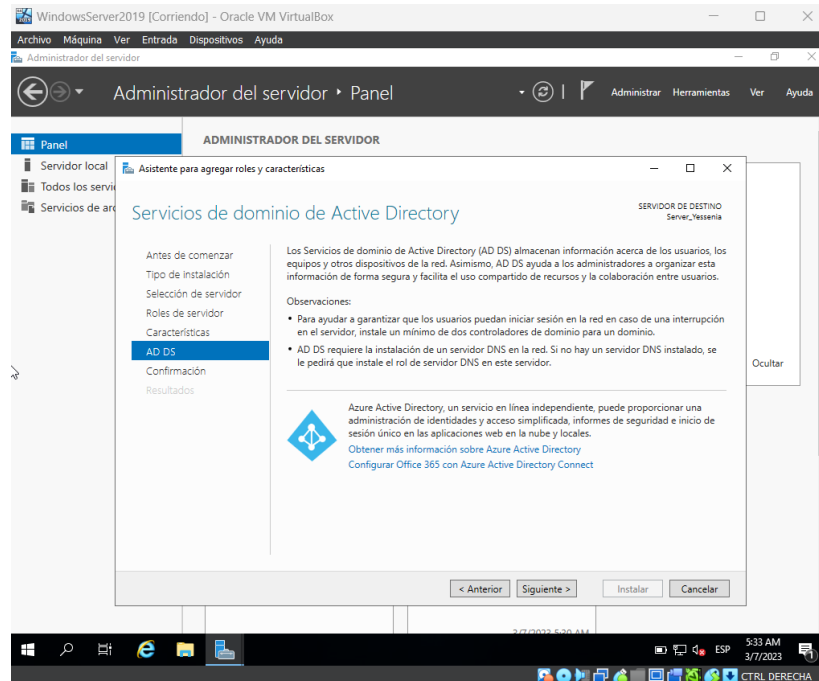 WindowsServer2019 [Corriendo] - Oracle VM VirtualBox
Archivo Máquina Ver Entrada Dispositivos Ayuda
Administrador del servidor
Administrador del servidor ‣ Panel
Administrar Herramientas Ver Ayuda
Panel
ADMINISTRADOR DEL SERVIDOR
Servidor local
Todos los servi
Servicios de arc
Asistente para agregar roles y características
Servicios de dominio de Active Directory
SERVIDOR DE DESTINO
Server_Yessenia
Antes de comenzar
Tipo de instalación
Selección de servidor
Roles de servidor
Características
AD DS
Confirmación
Resultados
Los Servicios de dominio de Active Directory (AD DS) almacenan información acerca de los usuarios, los
equipos y otros dispositivos de la red. Asimismo, AD DS ayuda a los administradores a organizar esta
información de forma segura y facilita el uso compartido de recursos y la colaboración entre usuarios.
Observaciones:
• Para ayudar a garantizar que los usuarios puedan iniciar sesión en la red en caso de una interrupción
en el servidor, instale un mínimo de dos controladores de dominio para un dominio.
• AD DS requiere la instalación de un servidor DNS en la red. Si no hay un servidor DNS instalado, se
le pedirá que instale el rol de servidor DNS en este servidor.
Azure Active Directory, un servicio en línea independiente, puede proporcionar una
administración de identidades y acceso simplificada, informes de seguridad e inicio de
sesión único en las aplicaciones web en la nube y locales.
Obtener más información sobre Azure Active Directory
Configurar Office 365 con Azure Active Directory Connect
Ocultar
< Anterior Siguiente > Instalar Cancelar
3/7/2023 5:30 AM
ESP
5:33 AM
3/7/2023
1
CTRL DERECHA